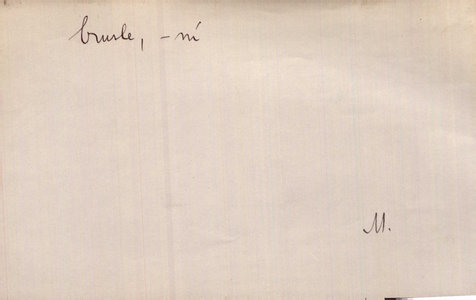 brusle, -ní
M.